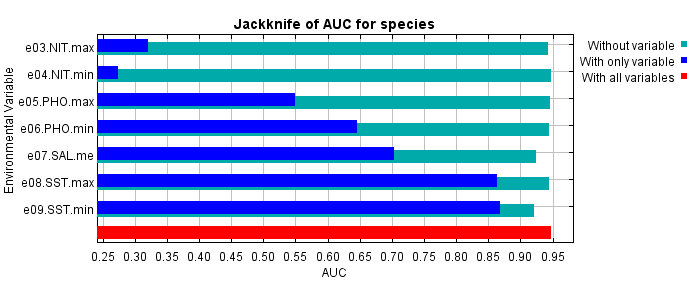 Jackknife of AUC for species
Environmental Variable
e03.NIT.max
e04.NIT.min
e05.PHO.max
e06.PHO.min
e07.SAL.me
e08.SST.max
e09.SST.min
0.25 0.30 0.35 0.40 0.45 0.50 0.55 0.60 0.65 0.70 0.75 0.80 0.85 0.90 0.95
AUC
Without variable
With only variable
With all variables